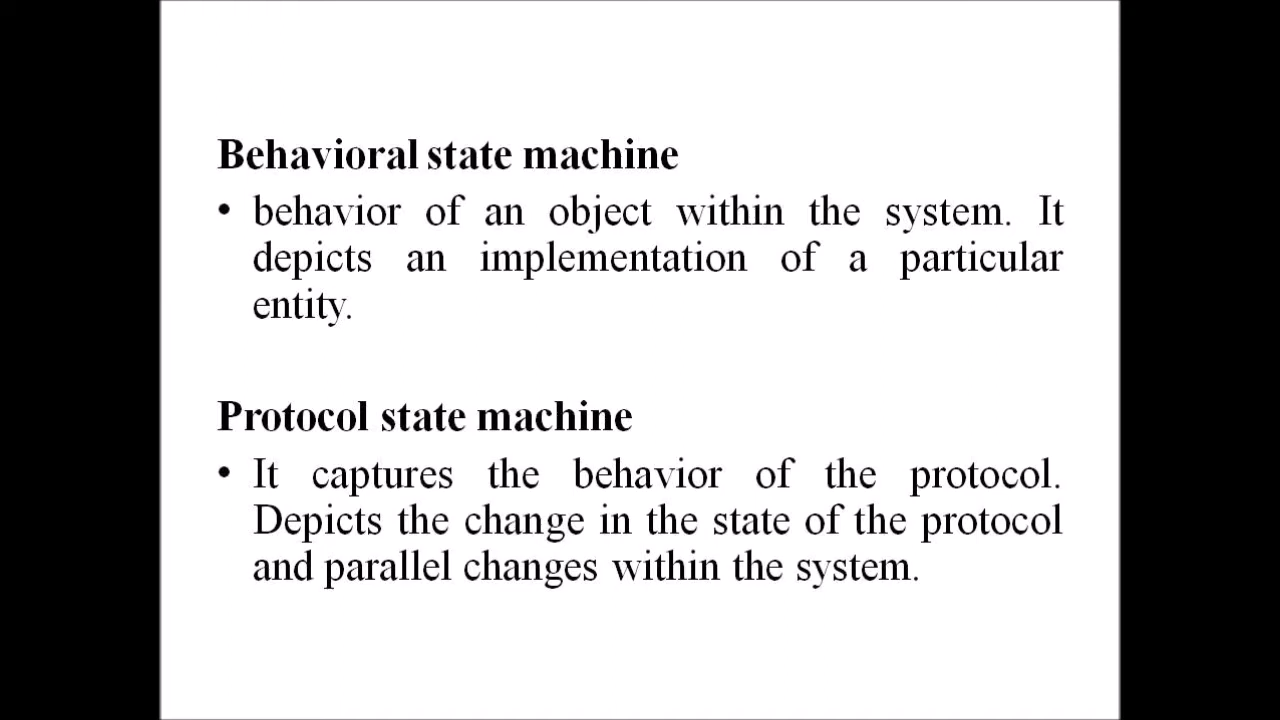 Behavioral state machine
• behavior of an object within the system. It
depicts an implementation of a particular
entity.
Protocol state machine
• It captures the behavior of the protocol.
Depicts the change in the state of the protocol
and parallel changes within the system.